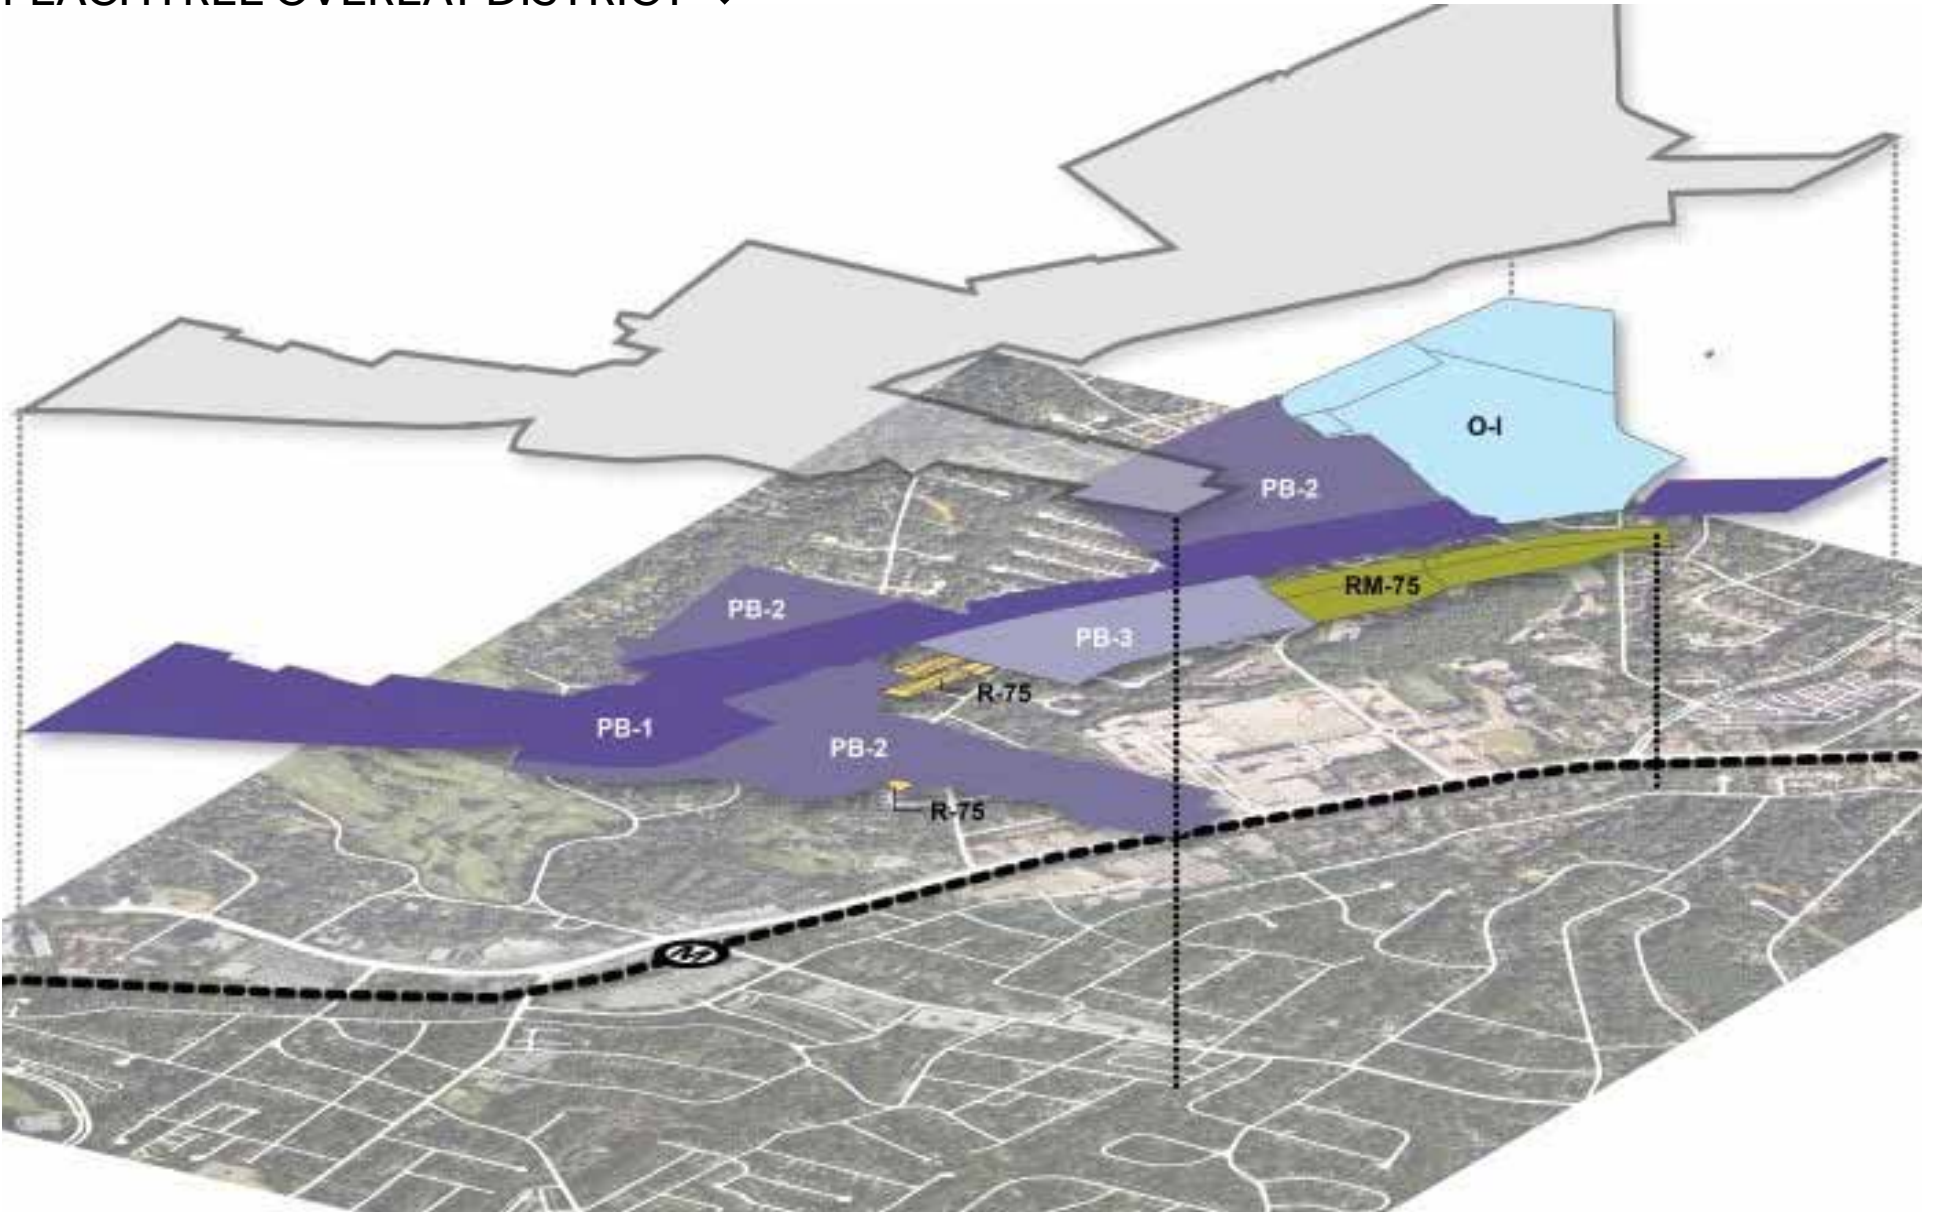 PEACHTREE OVERLAY DISTRICT
O-I
PB-2
RM-75
PB-2
PB-3
R-75
PB-1
PB-2
R-75
M